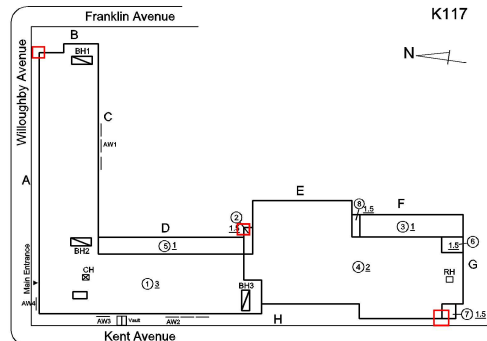 Franklin Avenue
K117
Willoughby Avenue
B
BH1
N
C
AW1
A
E
F
D
2
1.5
8
1.5
3 1
5 1
BH2
6
1.5
G
CH
4 2
RH
Main Entrance
1 3
BH3
AW4
7 1.5
AW3
Vault
AW2
H
Kent Avenue